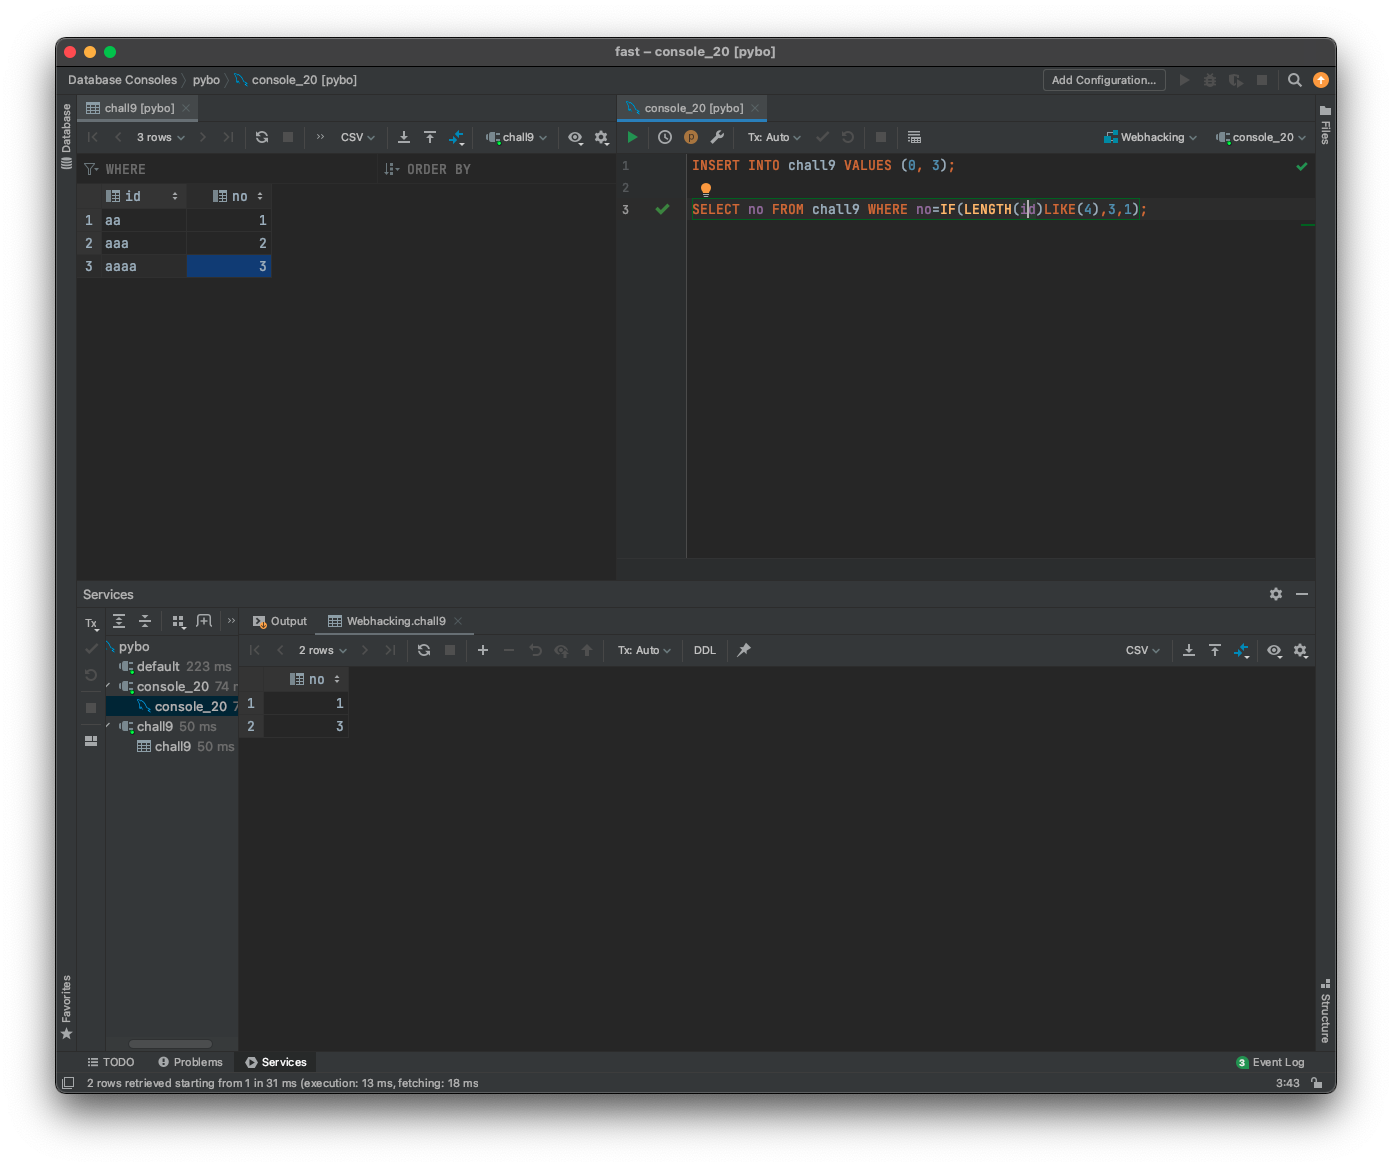 fast – console_20 [pybo]
Database Consoles pybo console_20 [pybo] Add Configuration...
Database
chall9 [pybo]
3 rows CSV chall9
WHERE ORDER BY
id no
1 aa 1
2 aaa 2
3 aaaa 3
console_20 [pybo]
Tx: Auto Webhacking console_20
1 INSERT INTO chall9 VALUES (0, 3);
2
3 SELECT no FROM chall9 WHERE no=IF(LENGTH(id)LIKE(4),3,1);
Files
Services
Tx
pybo
default 223 ms
console_20 74
console_20 7
chall9 50 ms
chall9 50 ms
Output Webhacking.chall9
2 rows Tx: Auto DDL CSV
no
1 1
2 3
Favorites
Structure
TODO Problems Services 3 Event Log
2 rows retrieved starting from 1 in 31 ms (execution: 13 ms, fetching: 18 ms 3:43